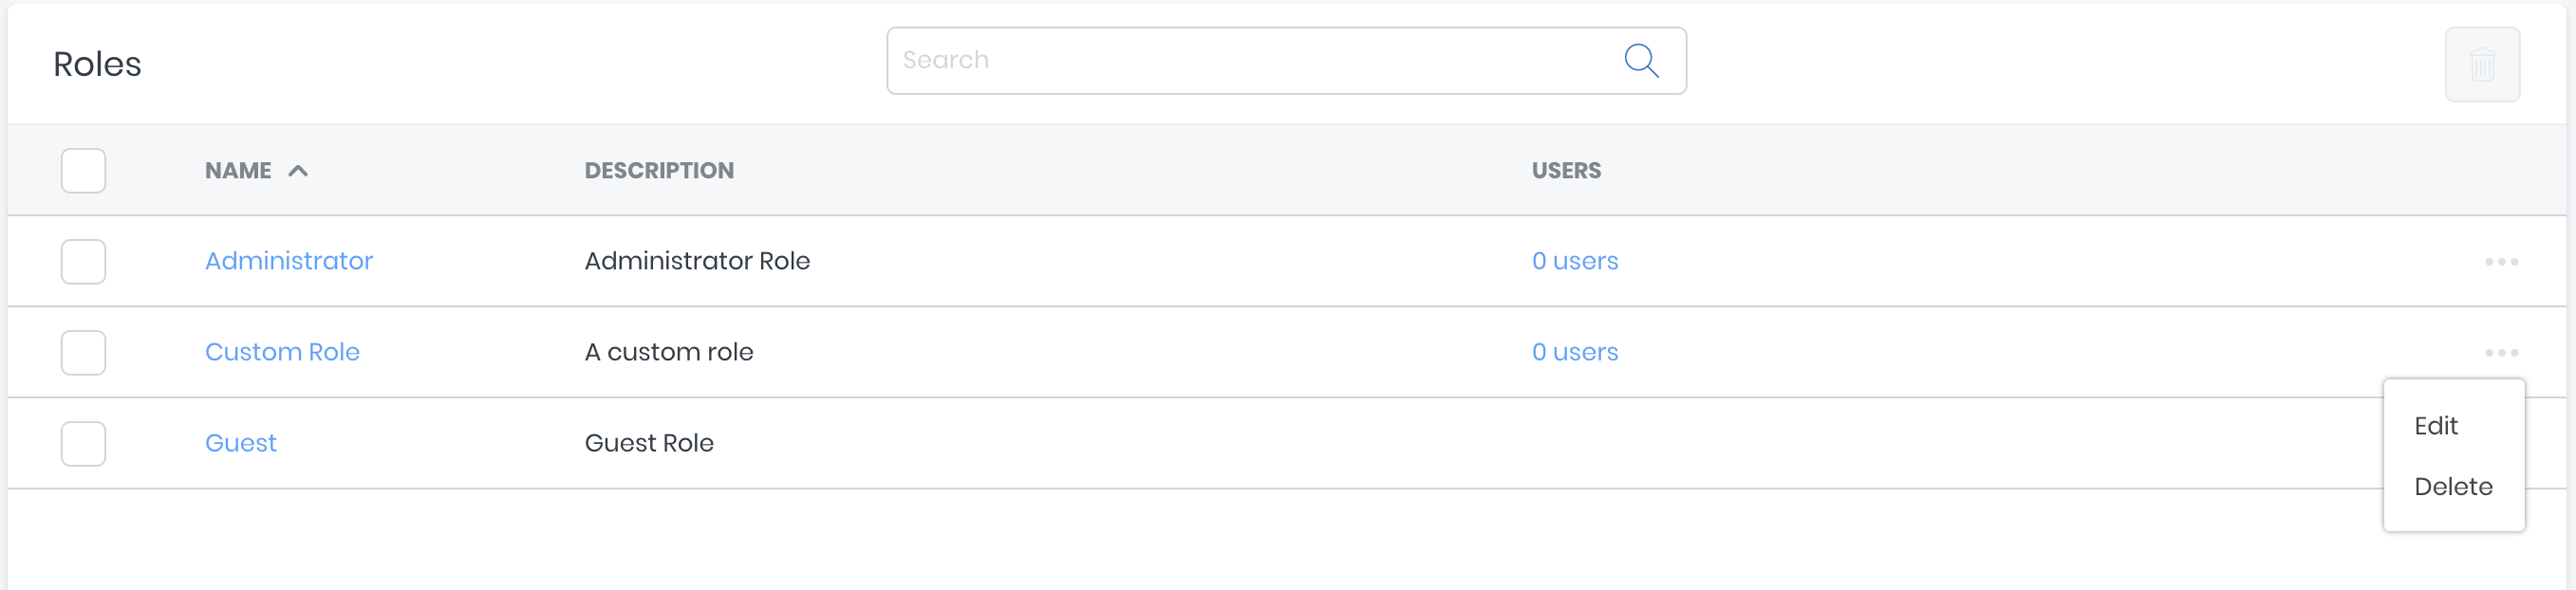 Roles
Search
NAME DESCRIPTION USERS
Administrator Administrator Role 0 users
Custom Role A custom role 0 users
Edit
Guest Guest Role
Delete